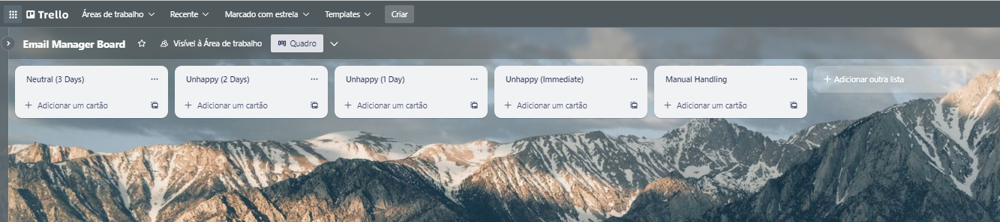 Trello Áreas de trabalho Recente Marcado com estrela Templates Criar
Email Manager Board Visível à Área de trabalho Quadro
Neutral (3 Days) Unhappy (2 Days) Unhappy (1 Day) Unhappy (Immediate) Manual Handling + Adicionar outra lista
+ Adicionar um cartão + Adicionar um cartão + Adicionar um cartão + Adicionar um cartão + Adicionar um cartão